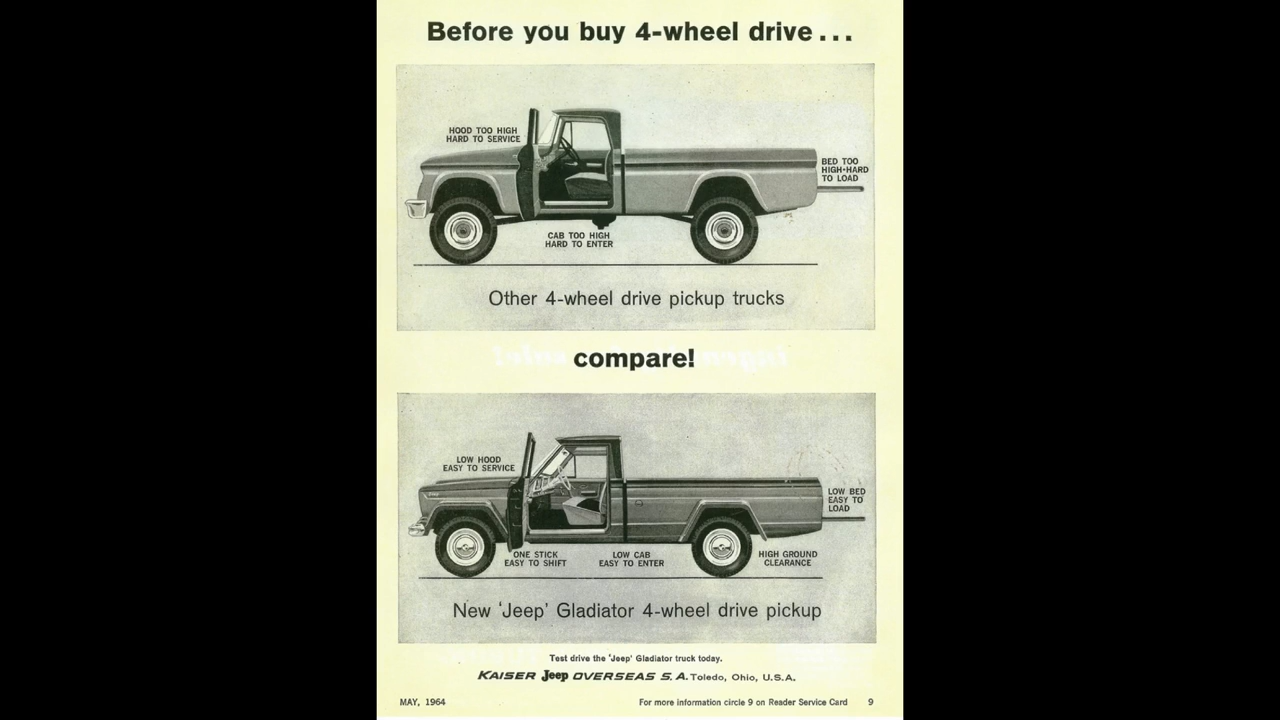 Before you buy 4-wheel drive...
HOOD TOO HIGH
HARD TO SERVICE
BED TOO
HIGH·HARD
TO LOAD
CAB TOO HIGH
HARD TO ENTER
Other 4-wheel drive pickup trucks
compare!
LOW HOOD
EASY TO SERVICE
LOW BED
EASY TO
LOAD
ONE STICK
EASY TO SHIFT
LOW CAB
EASY TO ENTER
HIGH GROUND
CLEARANCE
New 'Jeep' Gladiator 4-wheel drive pickup
Test drive the 'Jeep' Gladiator truck today.
KAISER Jeep OVERSEAS S. A. Toledo, Ohio, U.S.A.
MAY, 1964
For more information circle 9 on Reader Service Card 9